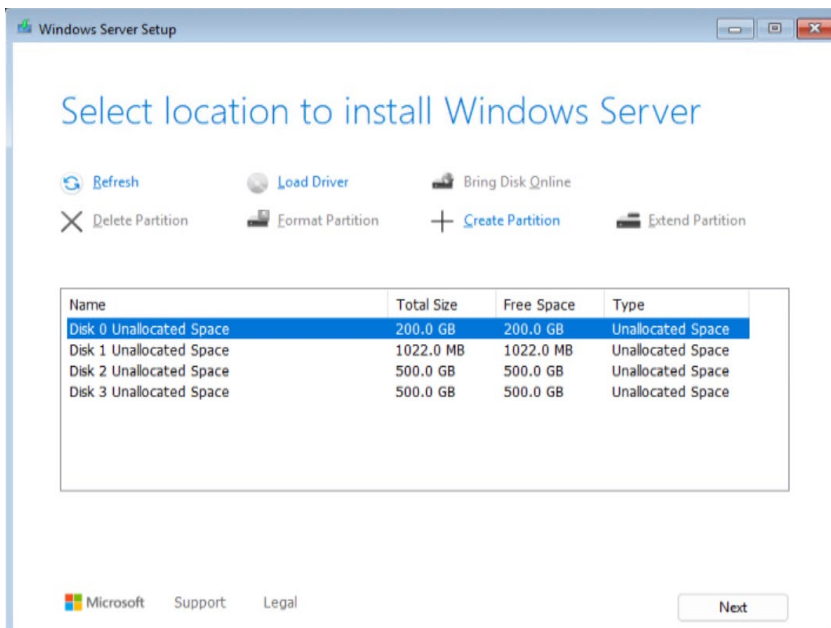 Windows Server Setup
Select location to install Windows Server
Refresh Load Driver Bring Disk Online
Delete Partition Format Partition Create Partition Extend Partition
Name Total Size Free Space Type
Disk 0 Unallocated Space 200.0 GB 200.0 GB Unallocated Space
Disk 1 Unallocated Space 1022.0 MB 1022.0 MB Unallocated Space
Disk 2 Unallocated Space 500.0 GB 500.0 GB Unallocated Space
Disk 3 Unallocated Space 500.0 GB 500.0 GB Unallocated Space
Microsoft Support Legal Next